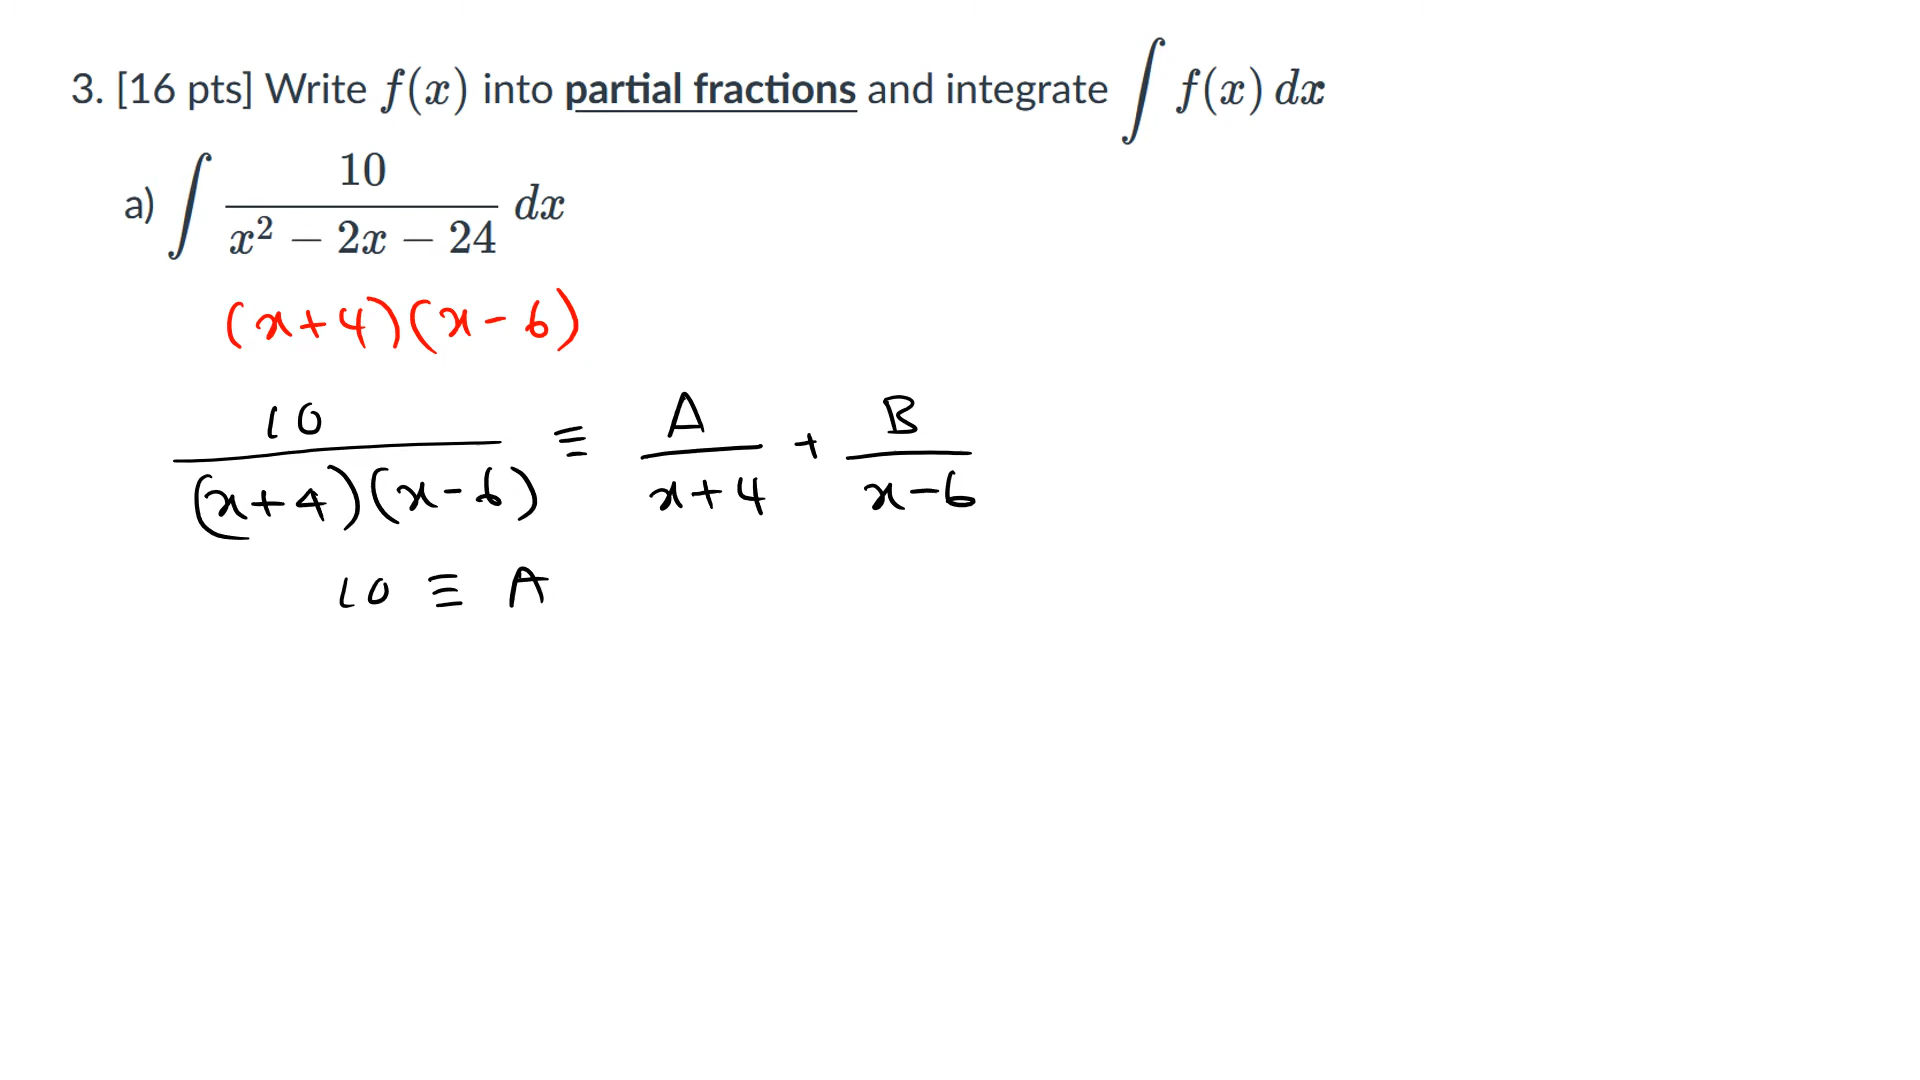 3. [16 pts] Write f(x) into partial fractions and integrate ∫ f(x) dx
a) ∫ 10 / (x² − 2x − 24) dx
(x+4)(x-6)
10 / (x+4)(x-6) ≡ A / x+4 + B / x-6
10 ≡ A